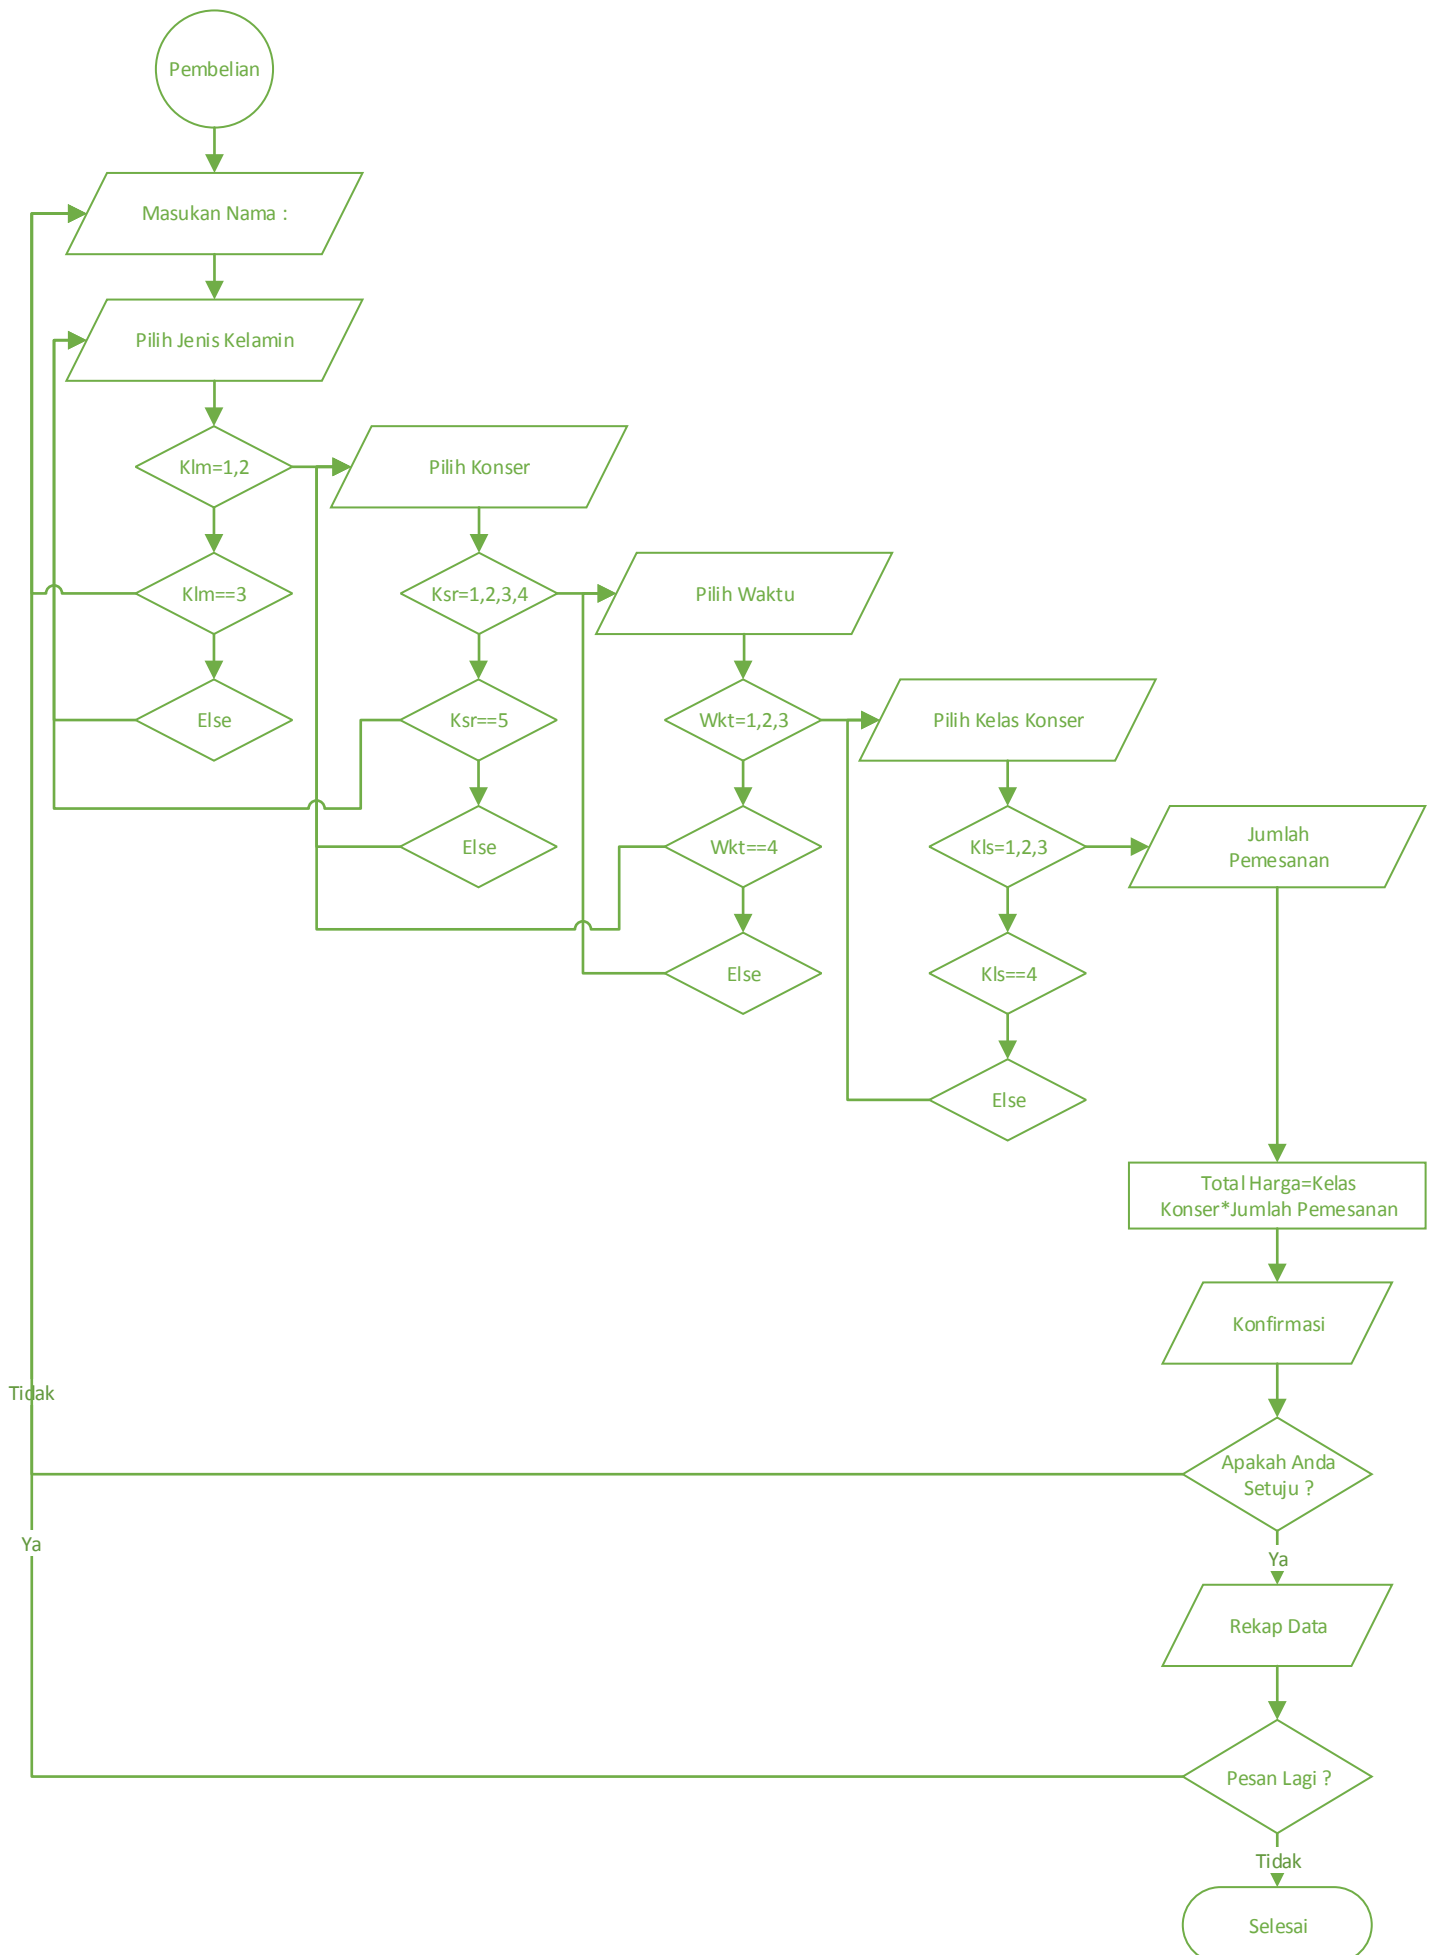 Pembelian
Masukan Nama :
Pilih Jenis Kelamin
Klm=1,2
Pilih Konser
Klm==3
Ksr=1,2,3,4
Pilih Waktu
Else
Ksr==5
Wkt=1,2,3
Pilih Kelas Konser
Else
Wkt==4
Kls=1,2,3
Jumlah
Pemesanan
Else
Kls==4
Else
Total Harga=Kelas
Konser*Jumlah Pemesanan
Konfirmasi
Tidak
Apakah Anda
Setuju ?
Ya
Ya
Rekap Data
Pesan Lagi ?
Tidak
Selesai